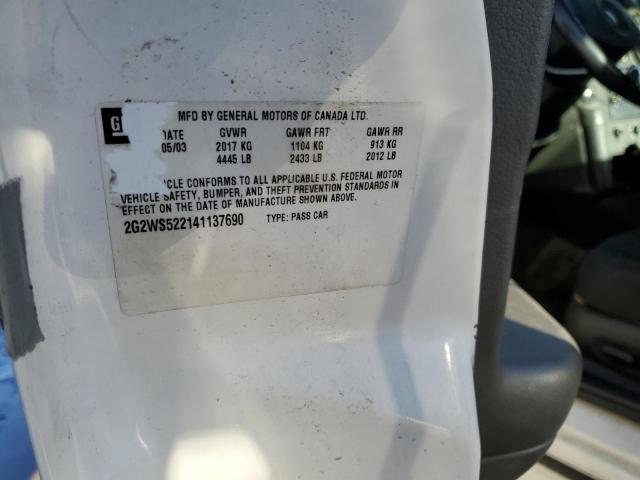 MFD BY GENERAL MOTORS OF CANADA LTD.
DATE GVWR GAWR FRT GAWR RR
05/03 2017 KG 1104 KG 913 KG
4445 LB 2433 LB 2012 LB
CLE CONFORMS TO ALL APPLICABLE U.S. FEDERAL MOTOR
VEHICLE SAFETY, BUMPER, AND THEFT PREVENTION STANDARDS IN
EFFECT ON THE DATE OF MANUFACTURE SHOWN ABOVE.
2G2WS522141137690 TYPE: PASS CAR